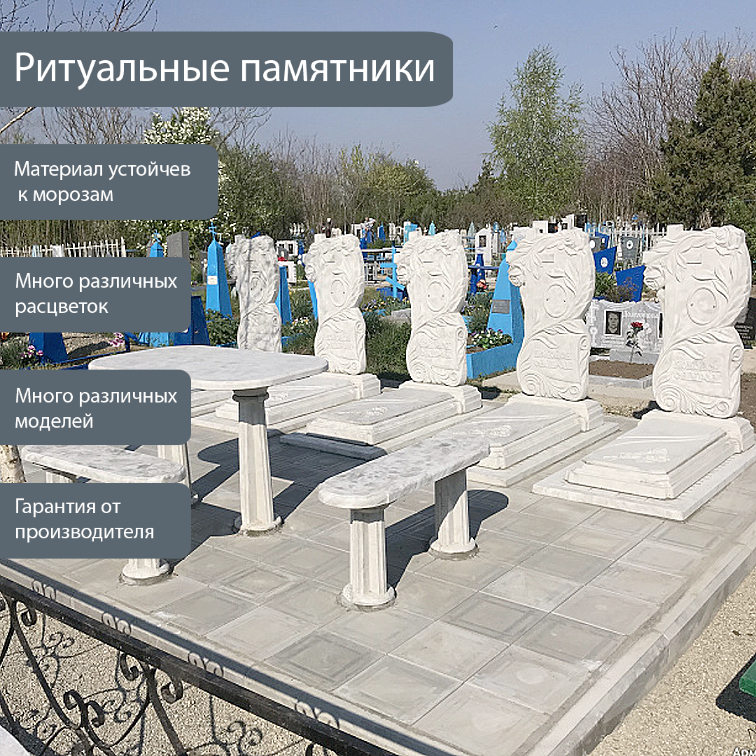 Ритуальные памятники
Материал устойчев
к морозам
Много различных
расцветок
Много различных
моделей
Гарантия от
производителя